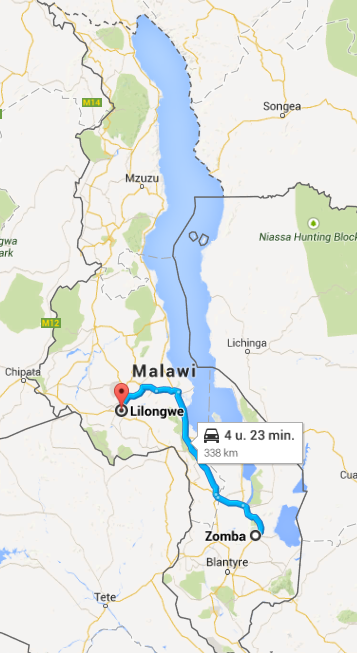 M14
Songea
Mzuzu
Niassa Hunting Block
gwa
ark
M12
Lichinga
Chipata
Malawi
Lilongwe
4 u. 23 min.
338 km
Cua
Zomba
Blantyre
Tete